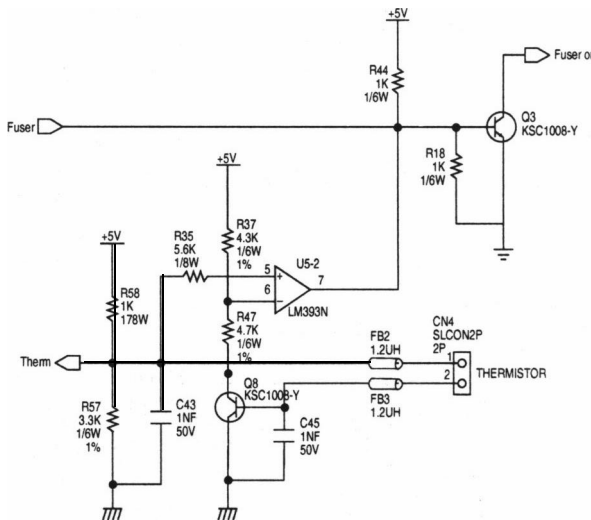 +5V
R44
1K
1/6W
Fuser on
Q3
KSC1008-Y
Fuser
R18
1K
1/6W
+5V
R37
4.3K
1/6W
1%
+5V
R35
5.6K
1/8W
U5-2
5
+
6
−
7
LM393N
R58
1K
178W
R47
4.7K
1/6W
1%
CN4
SLCON2P
2P
FB2
1.2UH
1
Therm
2
THERMISTOR
Q8
KSC1008-Y
FB3
1.2UH
R57
3.3K
1/6W
1%
C43
1NF
50V
C45
1NF
50V